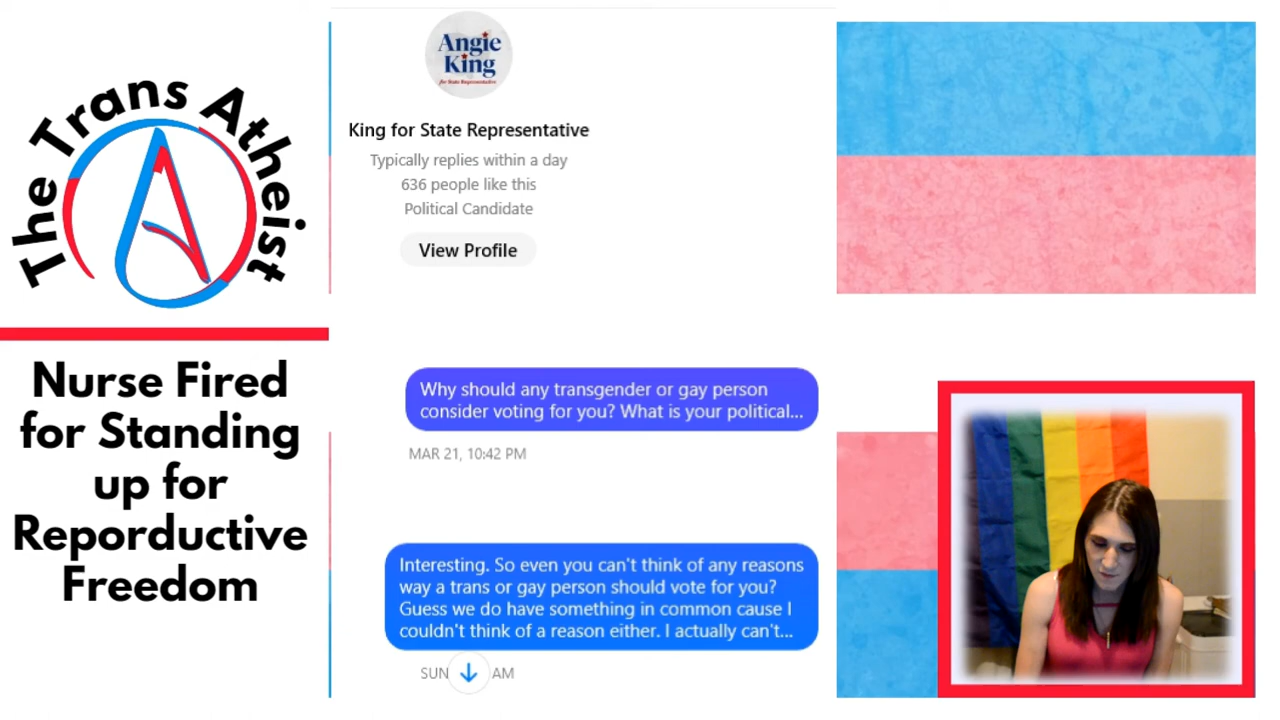 The Trans Atheist
Nurse Fired
for Standing
up for
Reporductive
Freedom
Angie
King
for State Representative
King for State Representative
Typically replies within a day
636 people like this
Political Candidate
View Profile
Why should any transgender or gay person
consider voting for you? What is your political...
MAR 21, 10:42 PM
Interesting. So even you can't think of any reasons
way a trans or gay person should vote for you?
Guess we do have something in common cause I
couldn't think of a reason either. I actually can't...
SUN AM